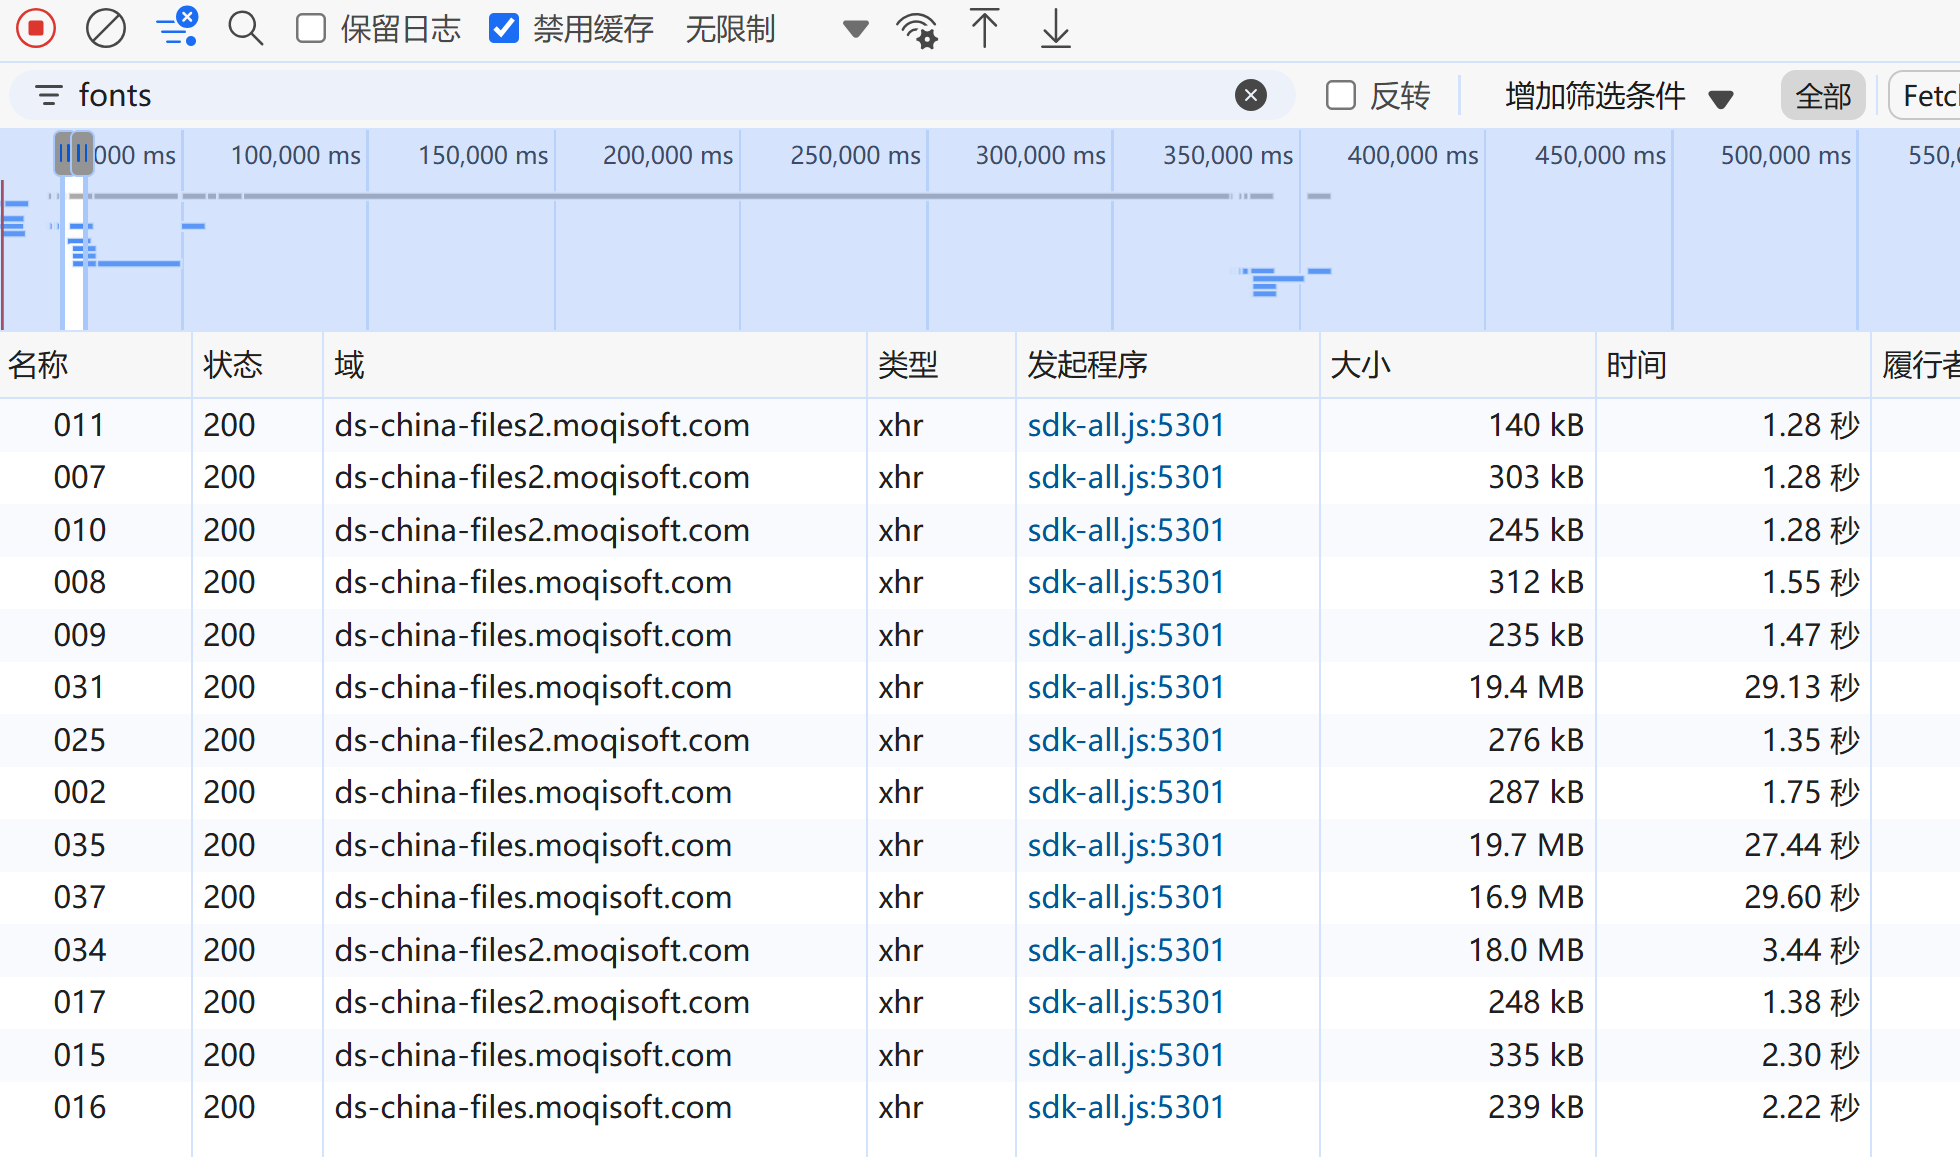 保留日志 禁用缓存 无限制
fonts 反转 增加筛选条件 全部 Fetc
000 ms 100,000 ms 150,000 ms 200,000 ms 250,000 ms 300,000 ms 350,000 ms 400,000 ms 450,000 ms 500,000 ms 550,
名称 状态 域 类型 发起程序 大小 时间 履行者
011 200 ds-china-files2.moqisoft.com xhr sdk-all.js:5301 140 kB 1.28 秒
007 200 ds-china-files2.moqisoft.com xhr sdk-all.js:5301 303 kB 1.28 秒
010 200 ds-china-files2.moqisoft.com xhr sdk-all.js:5301 245 kB 1.28 秒
008 200 ds-china-files.moqisoft.com xhr sdk-all.js:5301 312 kB 1.55 秒
009 200 ds-china-files.moqisoft.com xhr sdk-all.js:5301 235 kB 1.47 秒
031 200 ds-china-files.moqisoft.com xhr sdk-all.js:5301 19.4 MB 29.13 秒
025 200 ds-china-files2.moqisoft.com xhr sdk-all.js:5301 276 kB 1.35 秒
002 200 ds-china-files.moqisoft.com xhr sdk-all.js:5301 287 kB 1.75 秒
035 200 ds-china-files.moqisoft.com xhr sdk-all.js:5301 19.7 MB 27.44 秒
037 200 ds-china-files.moqisoft.com xhr sdk-all.js:5301 16.9 MB 29.60 秒
034 200 ds-china-files2.moqisoft.com xhr sdk-all.js:5301 18.0 MB 3.44 秒
017 200 ds-china-files2.moqisoft.com xhr sdk-all.js:5301 248 kB 1.38 秒
015 200 ds-china-files.moqisoft.com xhr sdk-all.js:5301 335 kB 2.30 秒
016 200 ds-china-files.moqisoft.com xhr sdk-all.js:5301 239 kB 2.22 秒